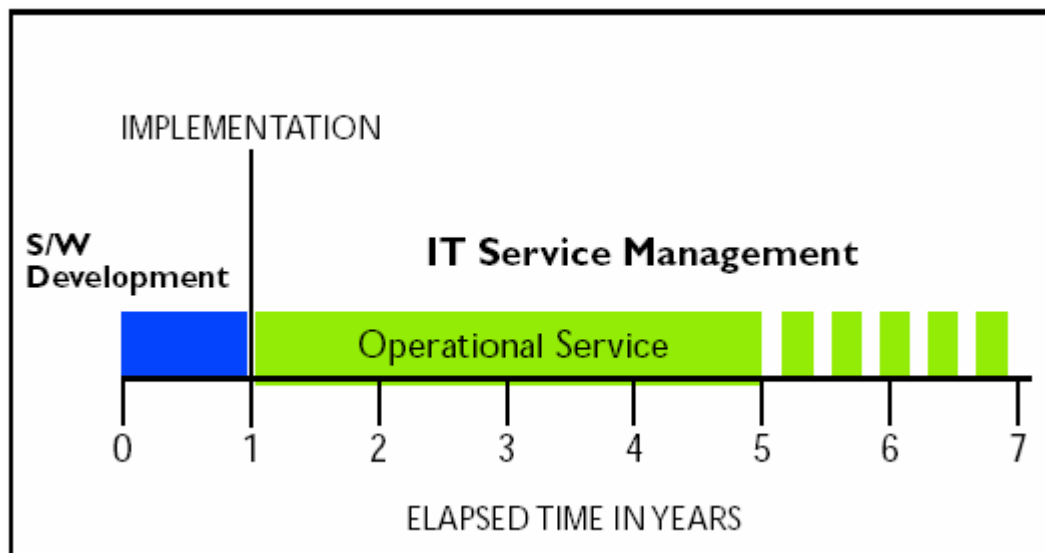 IMPLEMENTATION
S/W
Development
IT Service Management
Operational Service
0 1 2 3 4 5 6 7
ELAPSED TIME IN YEARS